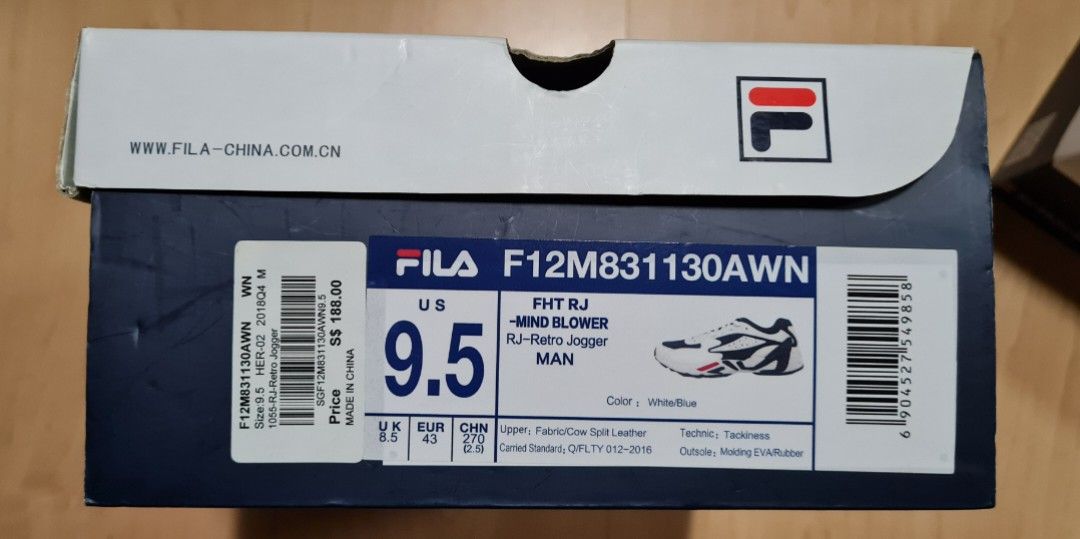 WWW.FILA-CHINA.COM.CN
F12M831130AWN WN
Size:9.5 HER-02 2018Q4 M
1055-RJ-Retro Jogger
SGF12M831130AWN9.5
Price S$ 188.00
MADE IN CHINA
FILA F12M831130AWN
US
9.5
UK
8.5
EUR
43
CHN
270
(2.5)
FHT RJ
-MIND BLOWER
RJ-Retro Jogger
MAN
Color： White/Blue
Upper: Fabric/Cow Split Leather
Carried Standard: Q/FLTY 012-2016
Technic: Tackiness
Outsole: Molding EVA/Rubber
6 904527 549858